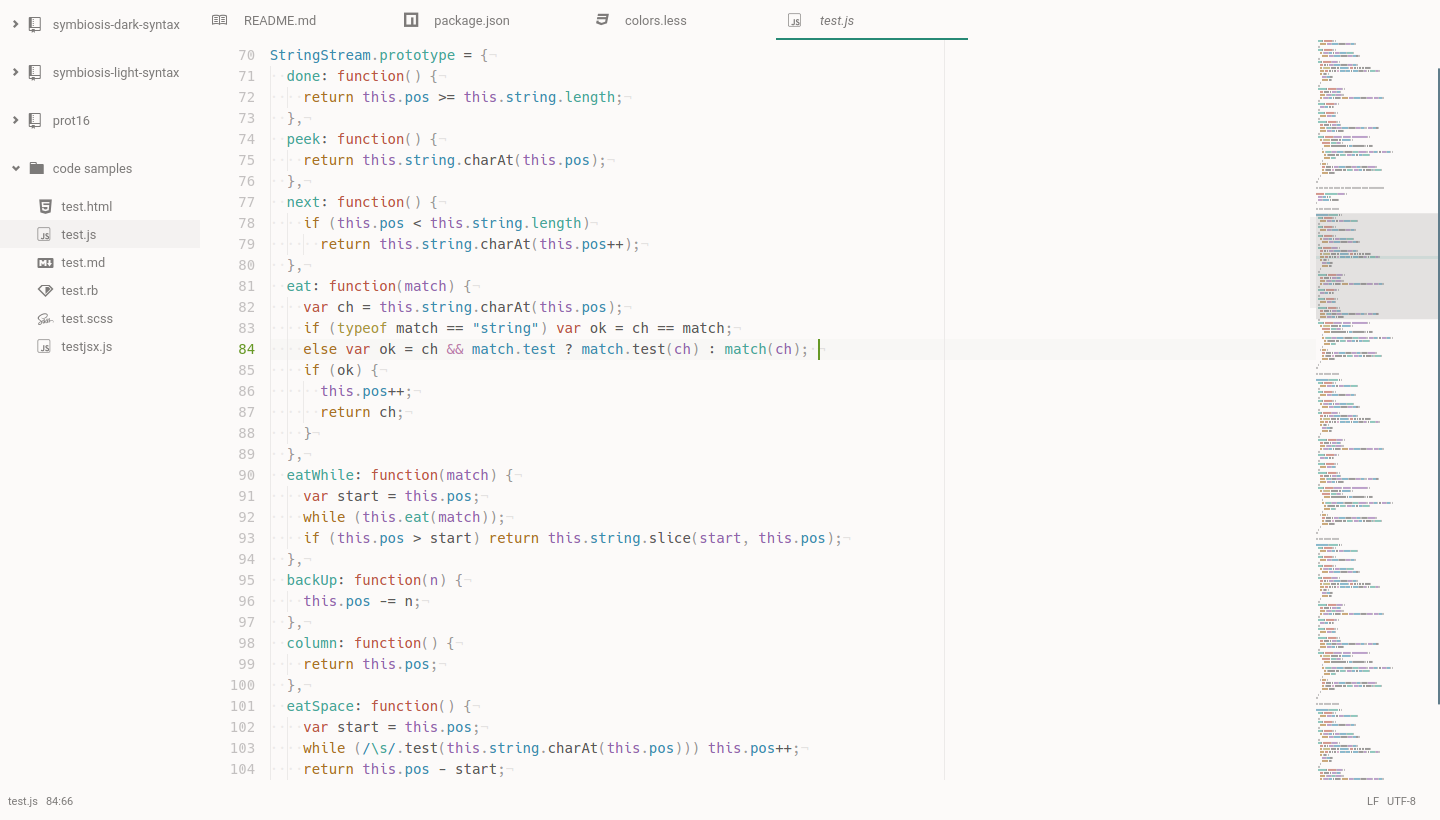 symbiosis-dark-syntax
symbiosis-light-syntax
prot16
code samples
test.html
test.js
test.md
test.rb
test.scss
testjsx.js
README.md
package.json
colors.less
test.js
70 StringStream.prototype = {
71 done: function() {
72 return this.pos >= this.string.length;
73 },
74 peek: function() {
75 return this.string.charAt(this.pos);
76 },
77 next: function() {
78 if (this.pos < this.string.length)
79 return this.string.charAt(this.pos++);
80 },
81 eat: function(match) {
82 var ch = this.string.charAt(this.pos);
83 if (typeof match == "string") var ok = ch == match;
84 else var ok = ch && match.test ? match.test(ch) : match(ch);
85 if (ok) {
86 this.pos++;
87 return ch;
88 }
89 },
90 eatWhile: function(match) {
91 var start = this.pos;
92 while (this.eat(match));
93 if (this.pos > start) return this.string.slice(start, this.pos);
94 },
95 backUp: function(n) {
96 this.pos -= n;
97 },
98 column: function() {
99 return this.pos;
100 },
101 eatSpace: function() {
102 var start = this.pos;
103 while (/\s/.test(this.string.charAt(this.pos))) this.pos++;
104 return this.pos - start;
test.js 84:66
LF UTF-8